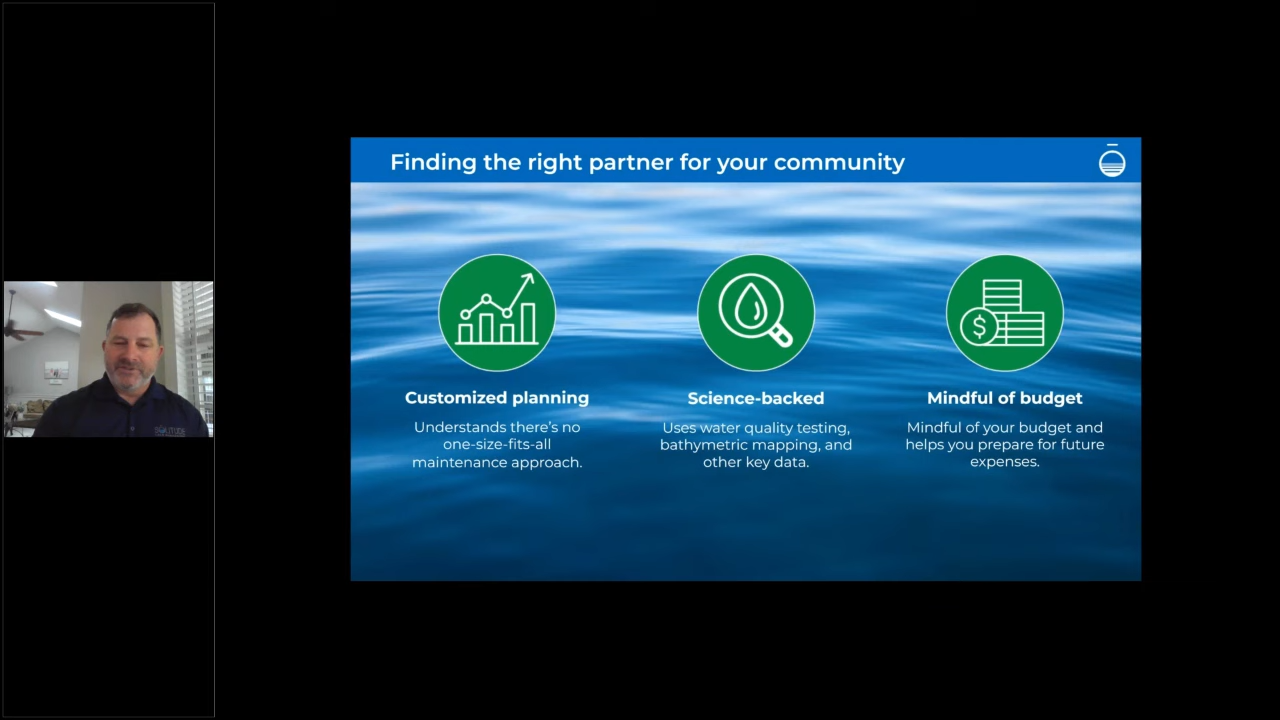 Finding the right partner for your community
Customized planning
Understands there's no
one-size-fits-all
maintenance approach.
Science-backed
Uses water quality testing,
bathymetric mapping, and
other key data.
$
Mindful of budget
Mindful of your budget and
helps you prepare for future
expenses.
SOLITUDE